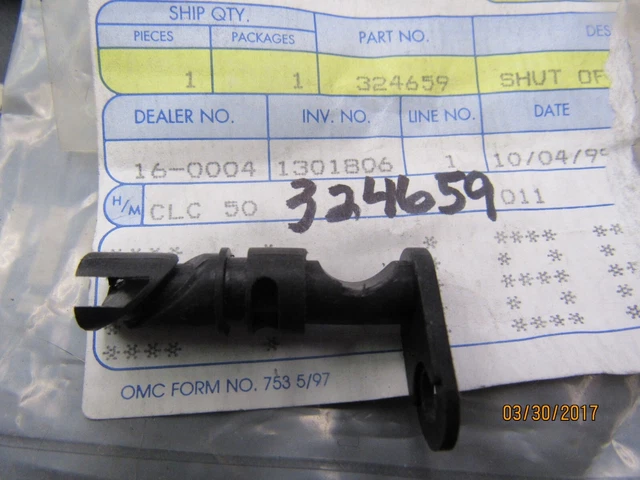 SHIP QTY.
PIECES PACKAGES PART NO. DES
1 1 324659 SHUT OF
DEALER NO. INV. NO. LINE NO. DATE
16-0004 1301806 1 10/04/99
H/M CLC 50 324659 011
**** ****
** *
**** ****
50 *
**** ****
OMC FORM NO. 753 5/97
03/30/2017